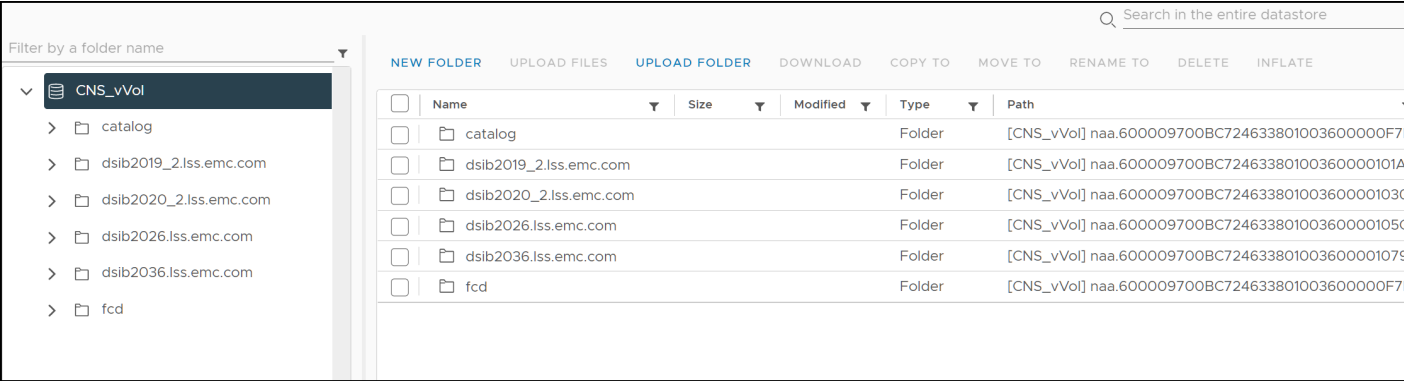 Search in the entire datastore
Filter by a folder name
NEW FOLDER UPLOAD FILES UPLOAD FOLDER DOWNLOAD COPY TO MOVE TO RENAME TO DELETE INFLATE
CNS_vVol
catalog
dsib2019_2.lss.emc.com
dsib2020_2.lss.emc.com
dsib2026.lss.emc.com
dsib2036.lss.emc.com
fcd
Name Size Modified Type Path
catalog Folder [CNS_vVol] naa.600009700BC724633801003600000F7
dsib2019_2.lss.emc.com Folder [CNS_vVol] naa.600009700BC72463380100360000101A
dsib2020_2.lss.emc.com Folder [CNS_vVol] naa.600009700BC724633801003600001030
dsib2026.lss.emc.com Folder [CNS_vVol] naa.600009700BC72463380100360000105
dsib2036.lss.emc.com Folder [CNS_vVol] naa.600009700BC724633801003600001079
fcd Folder [CNS_vVol] naa.600009700BC724633801003600000F7